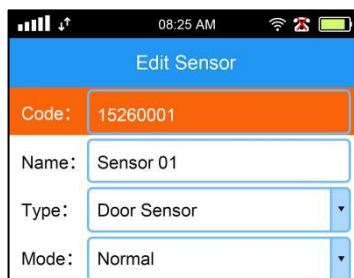 08:25 AM
Edit Sensor
Code: 15260001
Name: Sensor 01
Type: Door Sensor
Mode: Normal